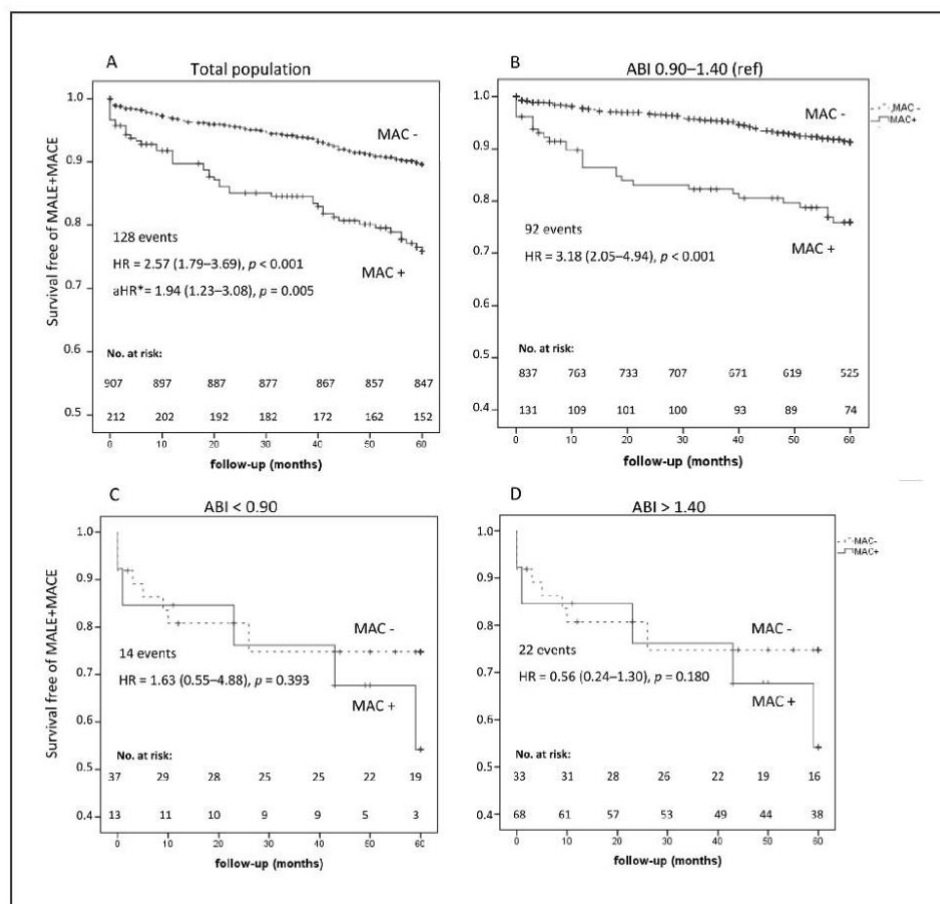 A
Total population
1.0
0.9
0.8
0.7
0.6
0.5
Survival free of MALE+MACE
MAC -
MAC +
128 events
HR = 2.57 (1.79–3.69), p < 0.001
aHR*= 1.94 (1.23–3.08), p = 0.005
No. at risk:
907 897 887 877 867 857 847
212 202 192 182 172 162 152
0 10 20 30 40 50 60
follow-up (months)
B
ABI 0.90–1.40 (ref)
1.0
0.9
0.8
0.7
0.6
0.5
0.4
MAC -
MAC +
MAC -
MAC+
92 events
HR = 3.18 (2.05–4.94), p < 0.001
No. at risk:
837 763 733 707 671 619 525
131 109 101 100 93 89 74
0 10 20 30 40 50 60
follow-up (months)
C
ABI < 0.90
1.0
0.9
0.8
0.7
0.6
0.5
0.4
Survival free of MALE+MACE
MAC -
MAC +
14 events
HR = 1.63 (0.55–4.88), p = 0.393
No. at risk:
37 29 28 25 25 22 19
13 11 10 9 9 5 3
0 10 20 30 40 50 60
follow-up (months)
D
ABI > 1.40
1.0
0.9
0.8
0.7
0.6
0.5
0.4
MAC -
MAC +
MAC-
MAC+
22 events
HR = 0.56 (0.24–1.30), p = 0.180
No. at risk:
33 31 28 26 22 19 16
68 61 57 53 49 44 38
0 10 20 30 40 50 60
follow-up (months)